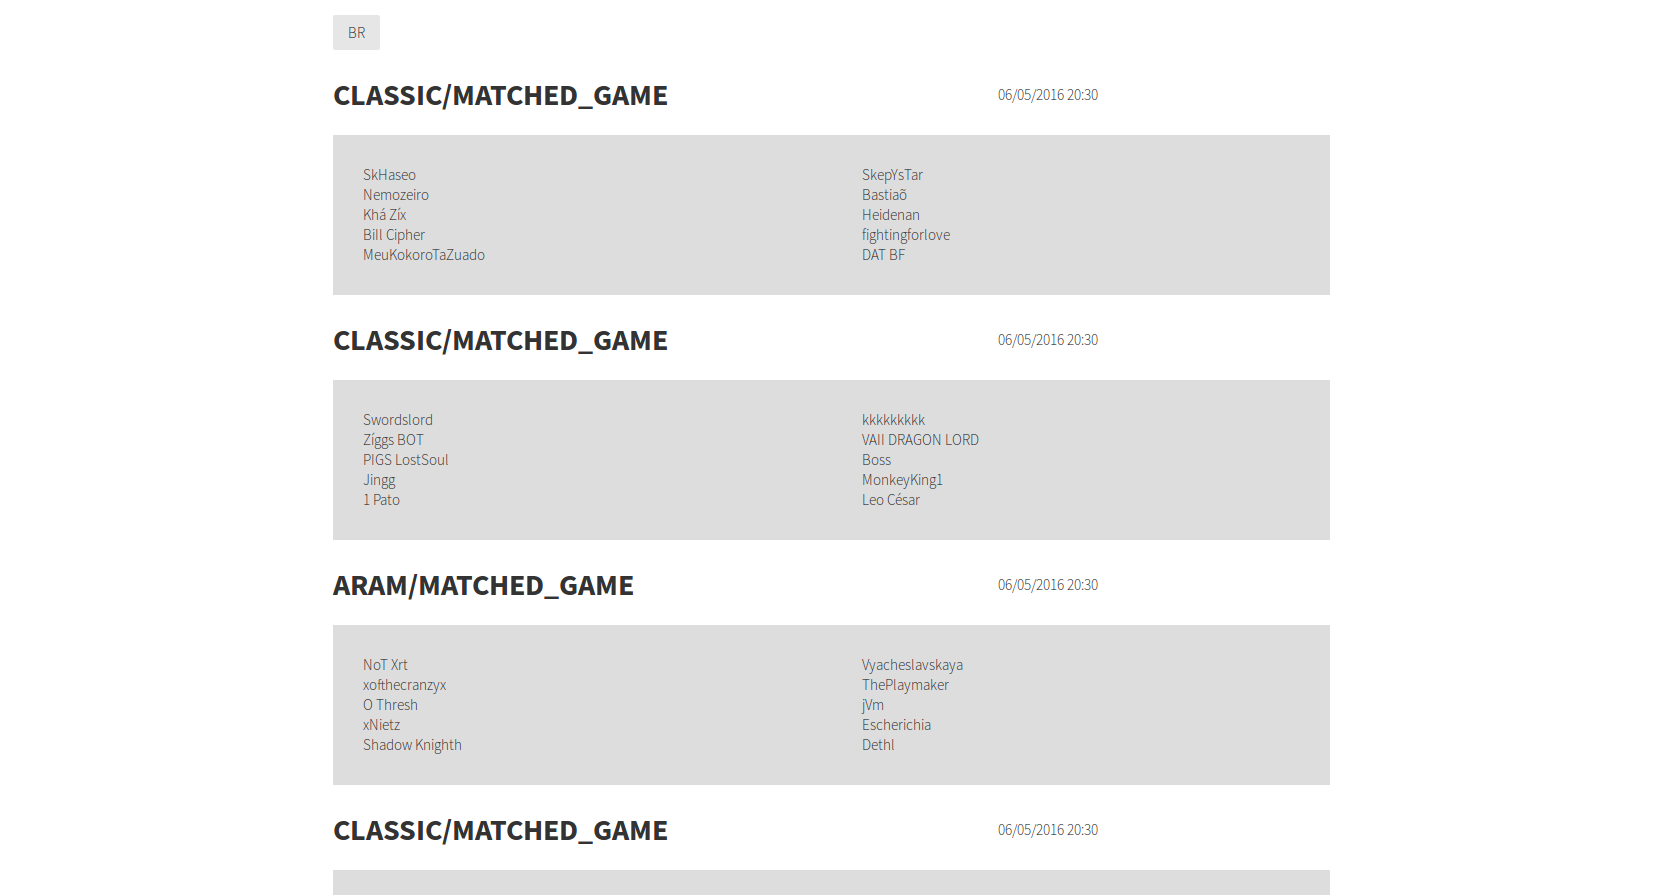 BR
CLASSIC/MATCHED_GAME 06/05/2016 20:30
SkHaseo SkepYsTar
Nemozeiro Bastiaõ
Khá Zíx Heidenan
Bill Cipher fightingforlove
MeuKokoroTaZuado DAT BF
CLASSIC/MATCHED_GAME 06/05/2016 20:30
Swordslord kkkkkkkkk
Zíggs BOT VAII DRAGON LORD
PIGS LostSoul Boss
Jingg MonkeyKing1
1 Pato Leo César
ARAM/MATCHED_GAME 06/05/2016 20:30
NoT Xrt Vyacheslavskaya
xofthecranzyx ThePlaymaker
O Thresh jVm
xNietz Escherichia
Shadow Knighth Dethl
CLASSIC/MATCHED_GAME 06/05/2016 20:30